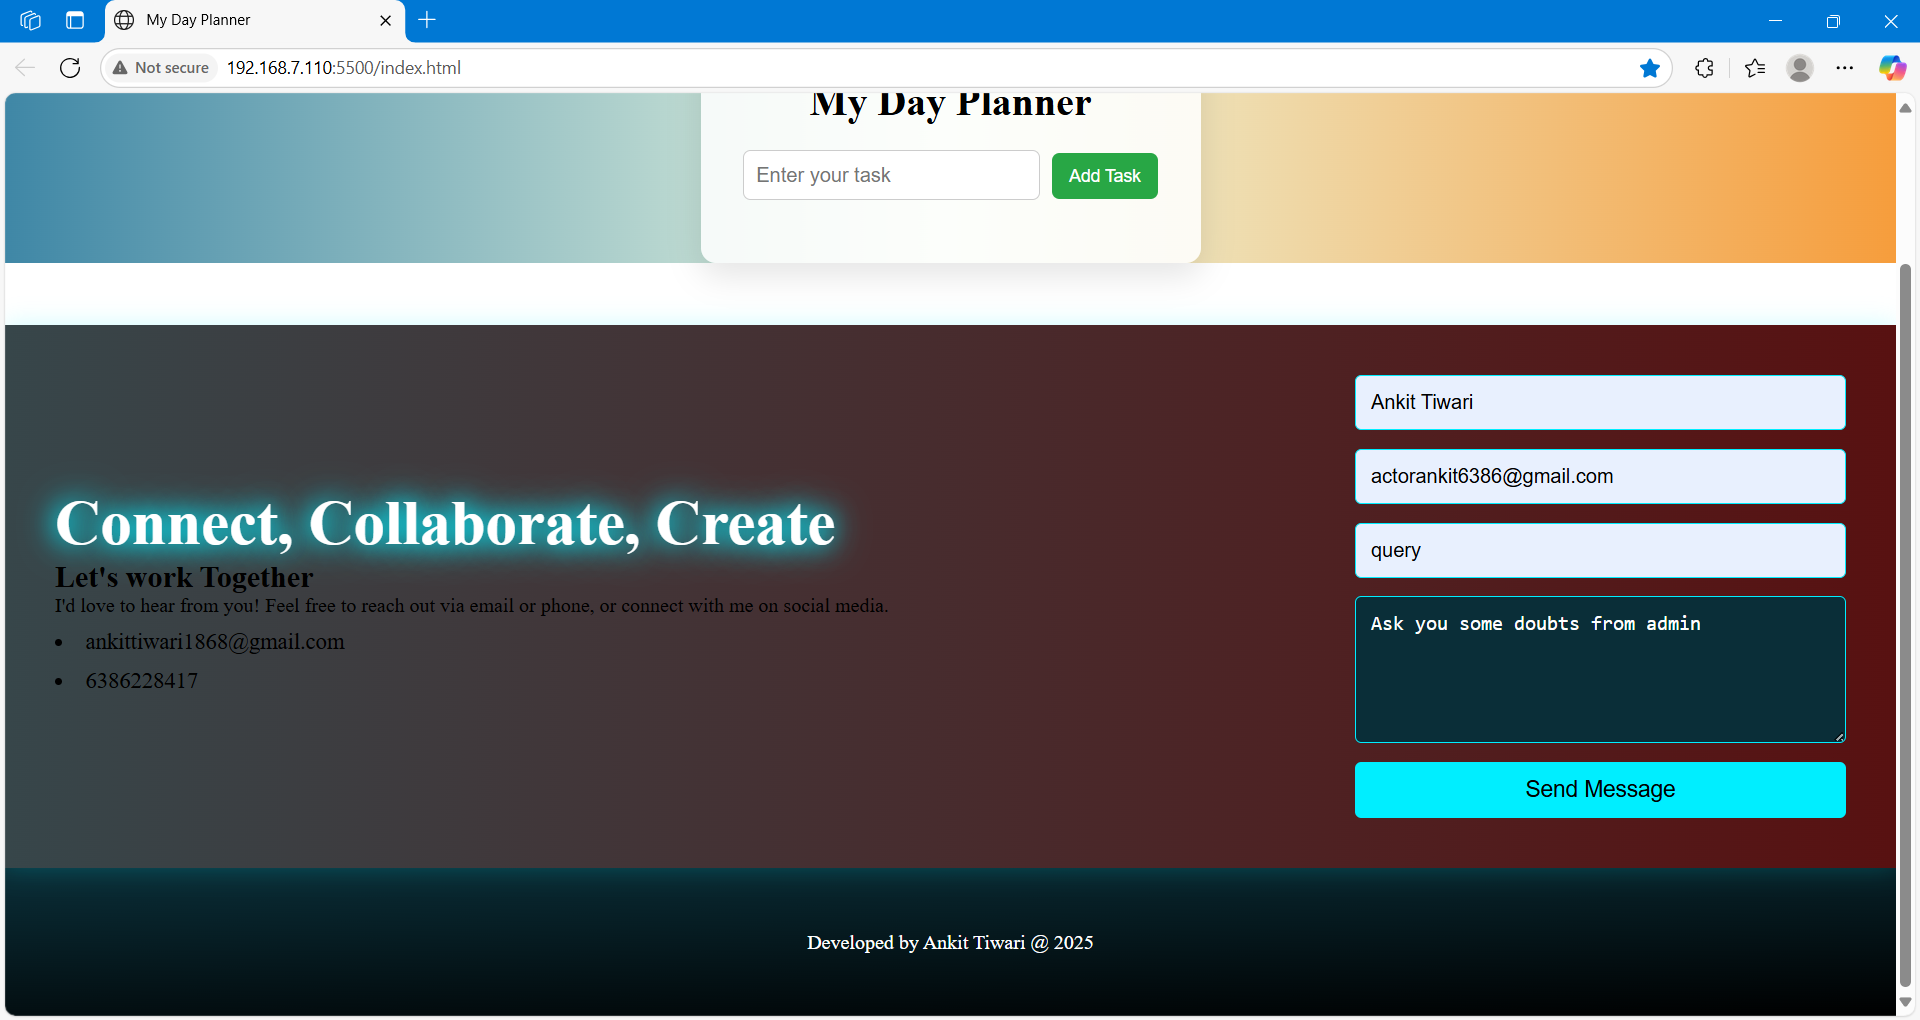 My Day Planner
Not secure
192.168.7.110:5500/index.html
My Day Planner
Enter your task
Add Task
Connect, Collaborate, Create
Let's work Together
I'd love to hear from you! Feel free to reach out via email or phone, or connect with me on social media.
ankittiwari1868@gmail.com
6386228417
Ankit Tiwari
actorankit6386@gmail.com
query
Ask you some doubts from admin
Send Message
Developed by Ankit Tiwari @ 2025